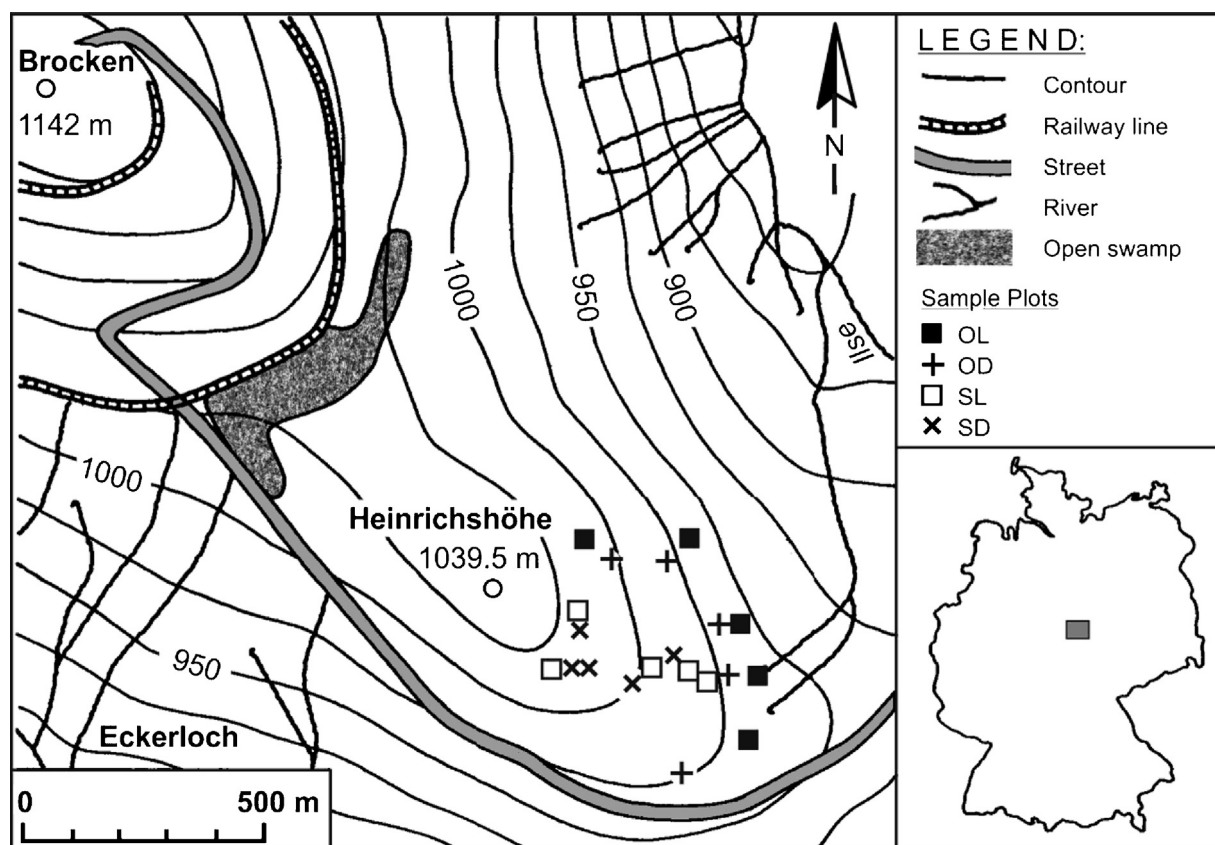 Brocken
1142 m
N
1000
950
900
Ilse
1000
Heinrichshöhe
1039.5 m
950
Eckerloch
0 500 m
LEGEND:
Contour
Railway line
Street
River
Open swamp
Sample Plots
OL
OD
SL
SD